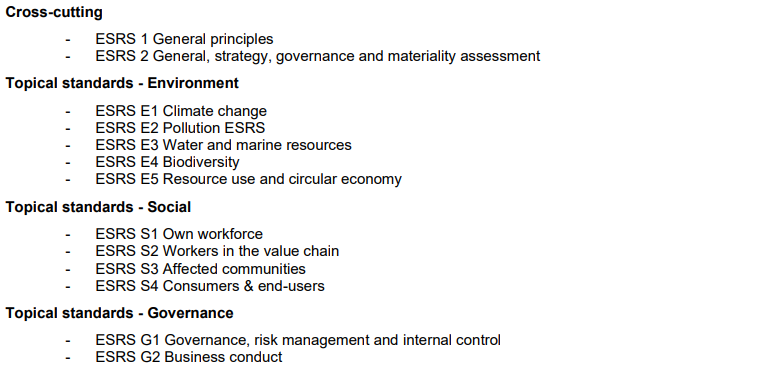 Cross-cutting
- ESRS 1 General principles
- ESRS 2 General, strategy, governance and materiality assessment
Topical standards - Environment
- ESRS E1 Climate change
- ESRS E2 Pollution ESRS
- ESRS E3 Water and marine resources
- ESRS E4 Biodiversity
- ESRS E5 Resource use and circular economy
Topical standards - Social
- ESRS S1 Own workforce
- ESRS S2 Workers in the value chain
- ESRS S3 Affected communities
- ESRS S4 Consumers & end-users
Topical standards - Governance
- ESRS G1 Governance, risk management and internal control
- ESRS G2 Business conduct